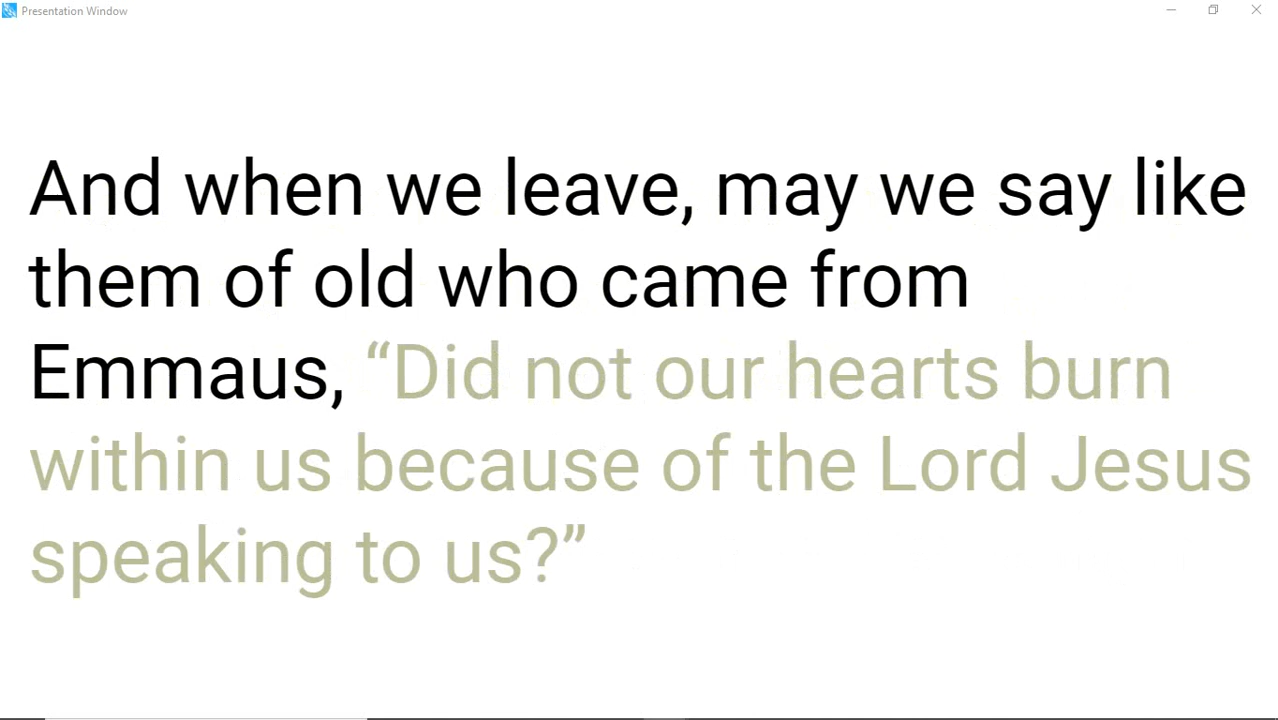 Presentation Window
And when we leave, may we say like
them of old who came from
Emmaus, “Did not our hearts burn
within us because of the Lord Jesus
speaking to us?”